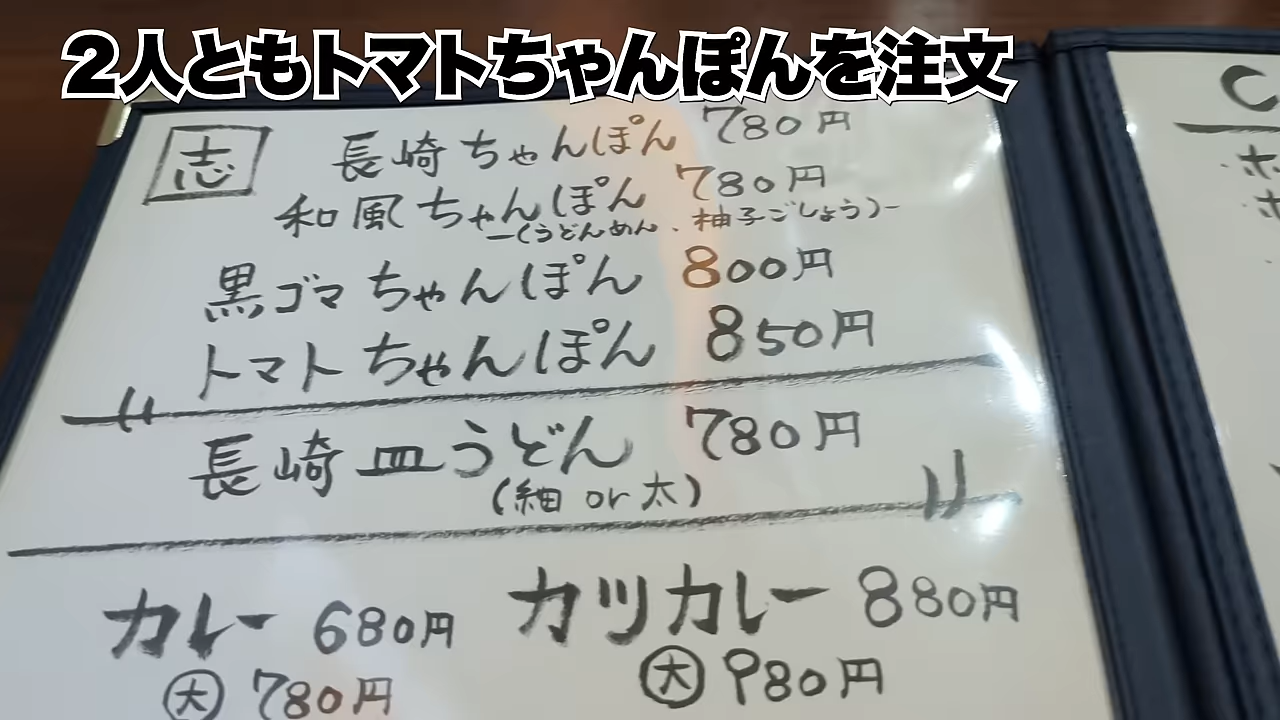 2人ともトマトちゃんぽんを注文
志 長崎ちゃんぽん 780円
和風ちゃんぽん 780円
(うどんめん、柚子ごしょう)
黒ゴマちゃんぽん 800円
トマトちゃんぽん 850円
長崎皿うどん 780円
(細 or 太)
カレー 680円 カツカレー 880円
大 780円 大 980円